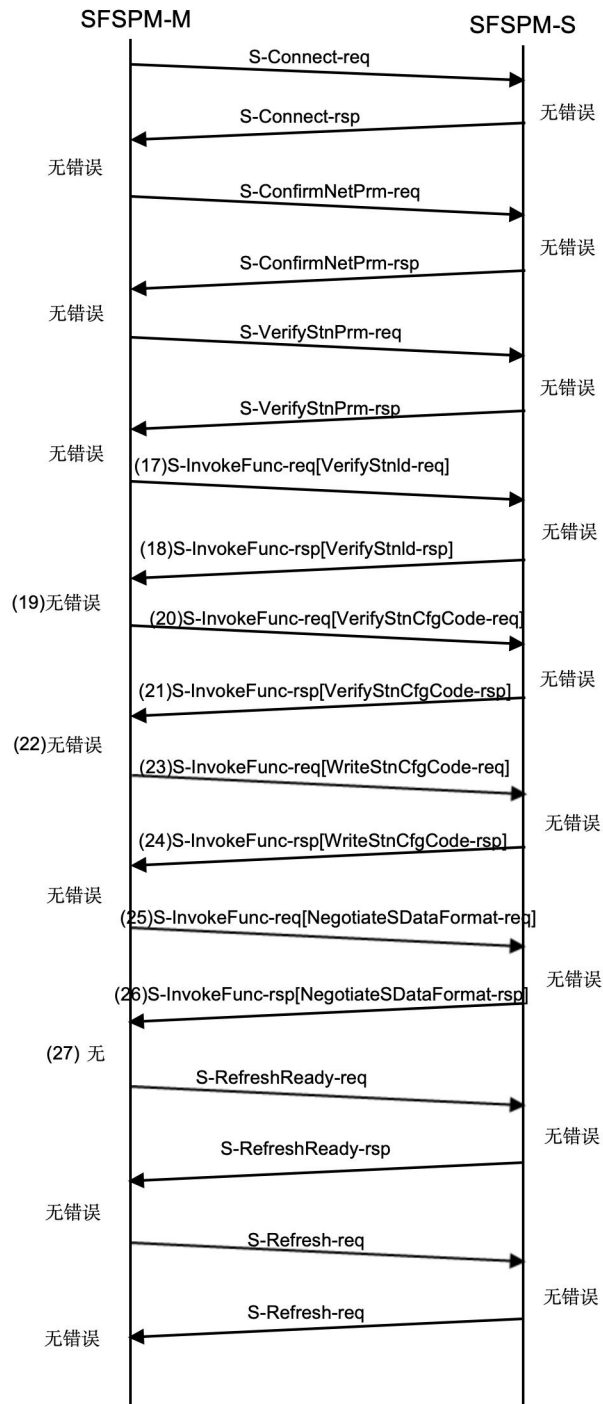 SFSPM-M
SFSPM-S
S-Connect-req
无错误
S-Connect-rsp
无错误
S-ConfirmNetPrm-req
无错误
S-ConfirmNetPrm-rsp
无错误
S-VerifyStnPrm-req
无错误
S-VerifyStnPrm-rsp
无错误
(17)S-InvokeFunc-req[VerifyStnId-req]
无错误
(18)S-InvokeFunc-rsp[VerifyStnId-rsp]
(19)无错误
(20)S-InvokeFunc-req[VerifyStnCfgCode-req]
无错误
(21)S-InvokeFunc-rsp[VerifyStnCfgCode-rsp]
(22)无错误
(23)S-InvokeFunc-req[WriteStnCfgCode-req]
无错误
(24)S-InvokeFunc-rsp[WriteStnCfgCode-rsp]
无错误
(25)S-InvokeFunc-req[NegotiateSDataFormat-req]
无错误
(26)S-InvokeFunc-rsp[NegotiateSDataFormat-rsp]
(27) 无
S-RefreshReady-req
无错误
S-RefreshReady-rsp
无错误
S-Refresh-req
无错误
S-Refresh-req
无错误